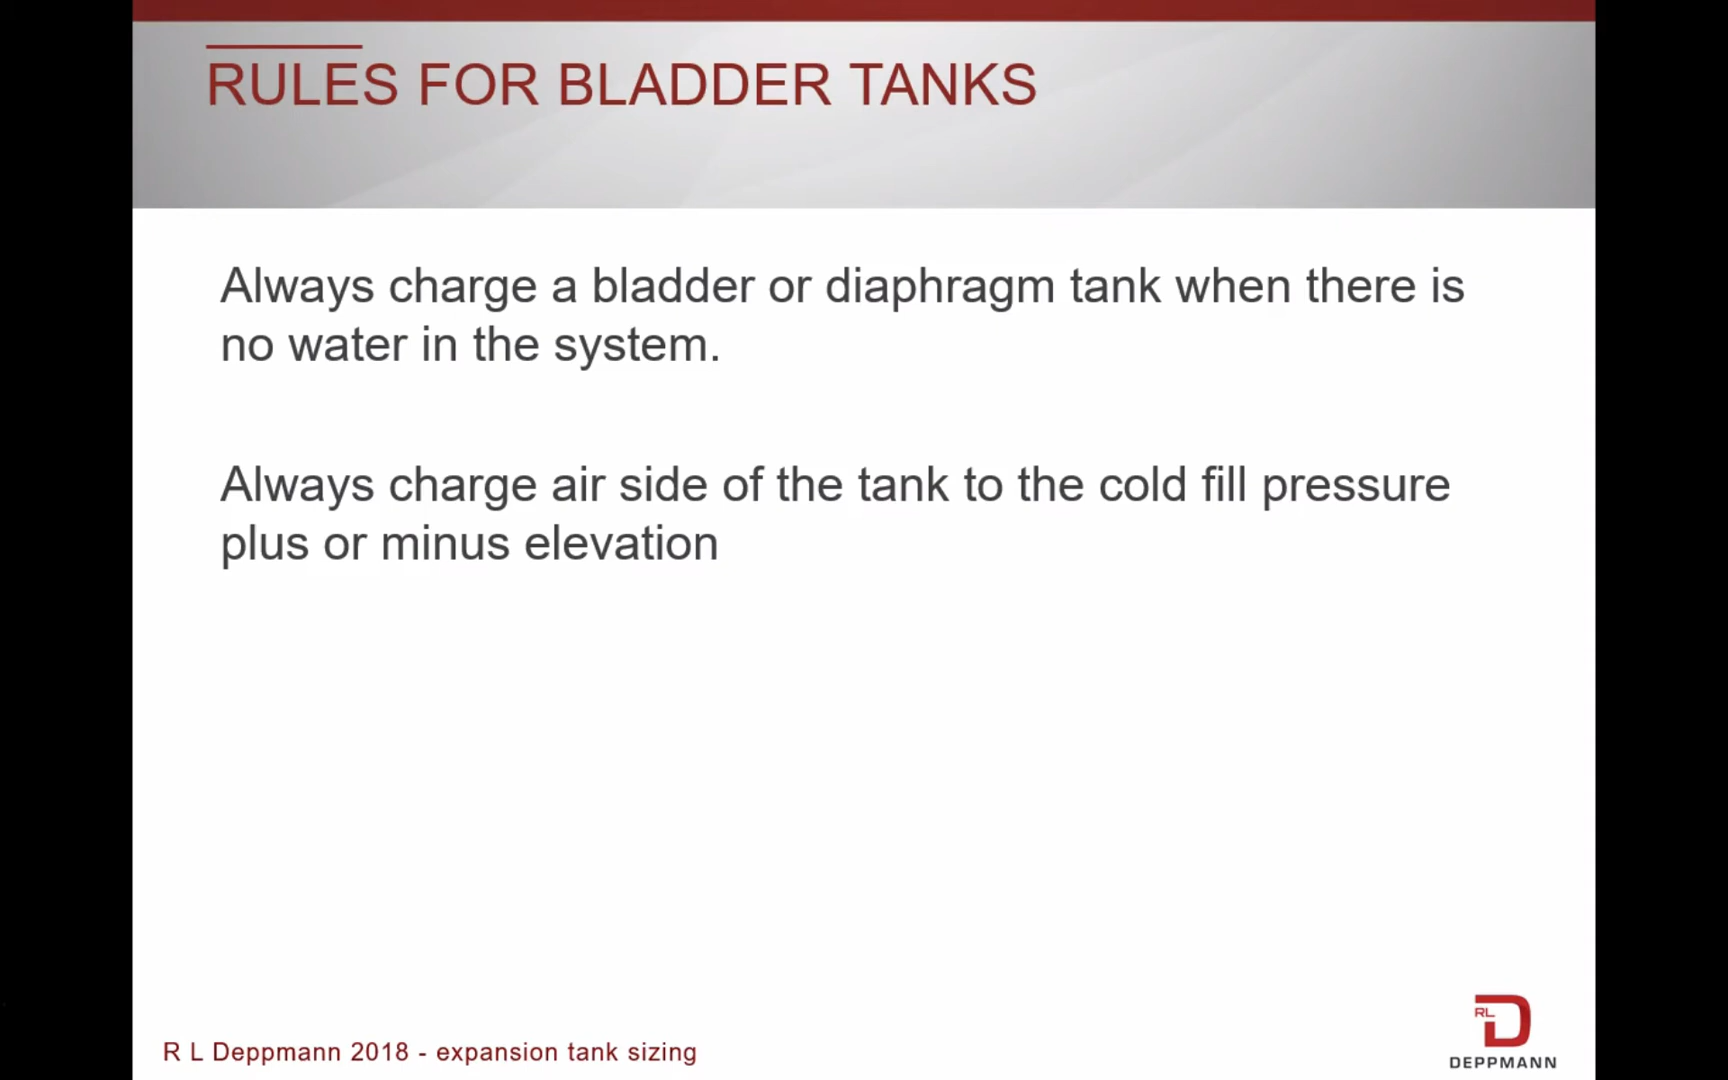 RULES FOR BLADDER TANKS
Always charge a bladder or diaphragm tank when there is
no water in the system.
Always charge air side of the tank to the cold fill pressure
plus or minus elevation
R L Deppmann 2018 - expansion tank sizing
RL
D
DEPPMANN